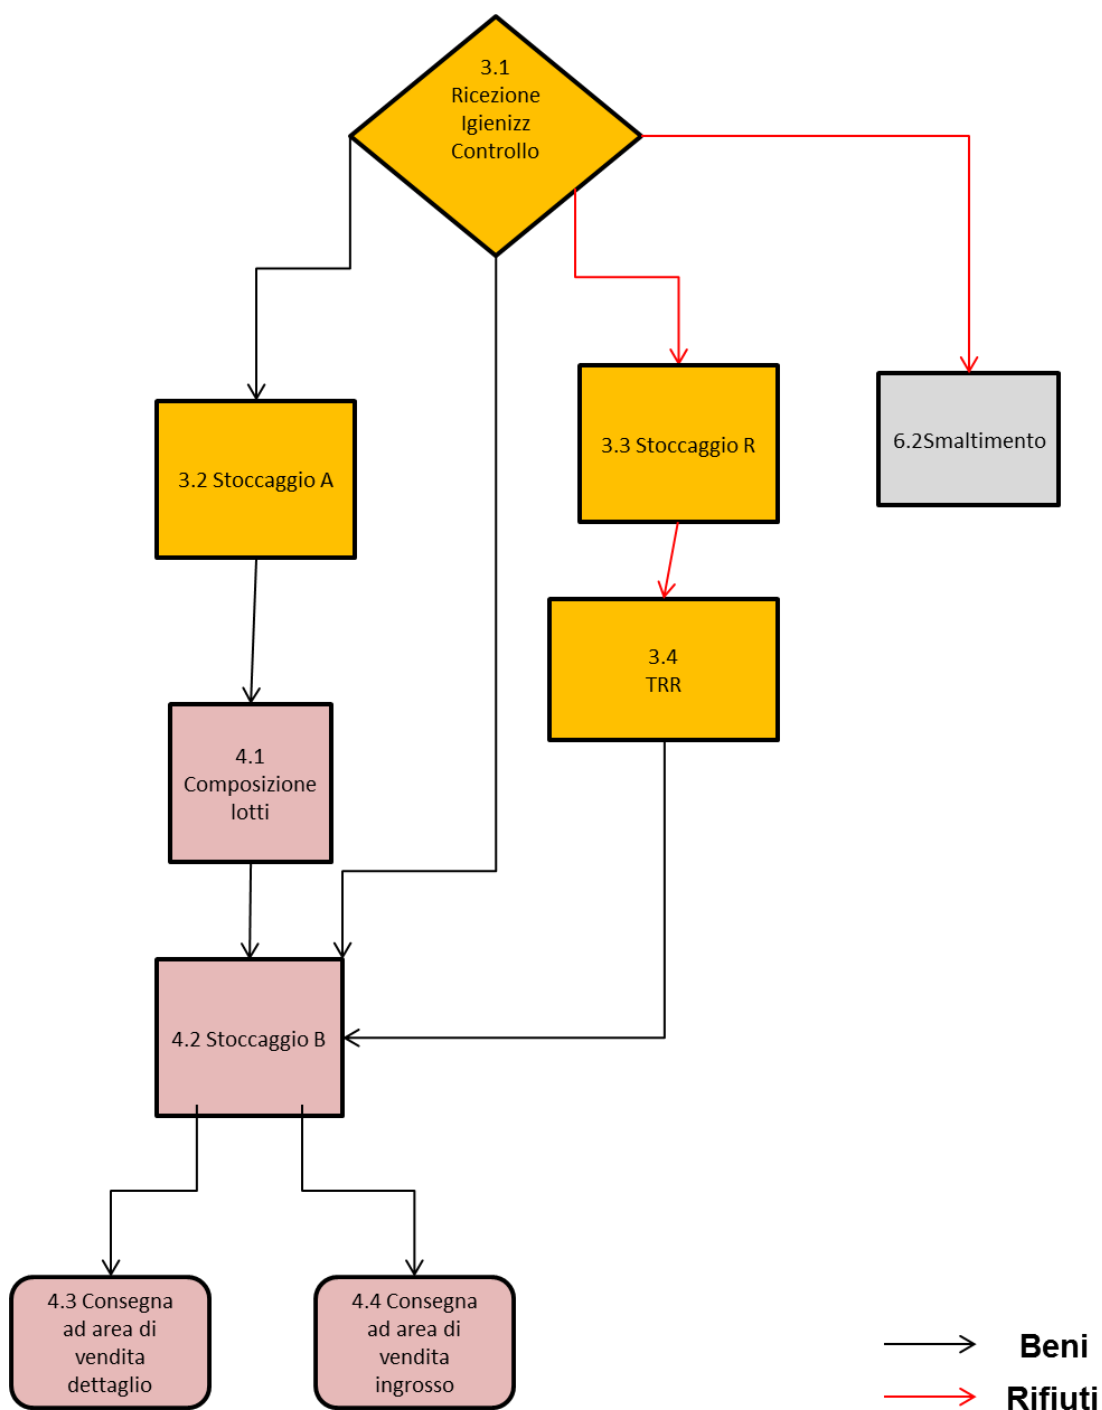 3.1
Ricezione
Igienizz
Controllo
3.2 Stoccaggio A
3.3 Stoccaggio R
6.2Smaltimento
3.4
TRR
4.1
Composizione
lotti
4.2 Stoccaggio B
4.3 Consegna
ad area di
vendita
dettaglio
4.4 Consegna
ad area di
vendita
ingrosso
Beni
Rifiuti